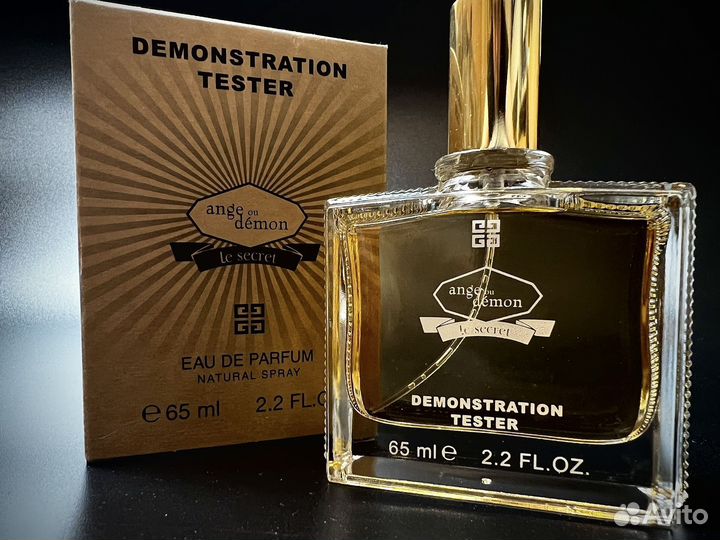 DEMONSTRATION
TESTER
ange ou
démon
le secret
EAU DE PARFUM
NATURAL SPRAY
e 65 ml 2.2 FL.O
ange ou
démon
le secret
DEMONSTRATION
TESTER
65 ml e 2.2 FL.OZ.
Avito